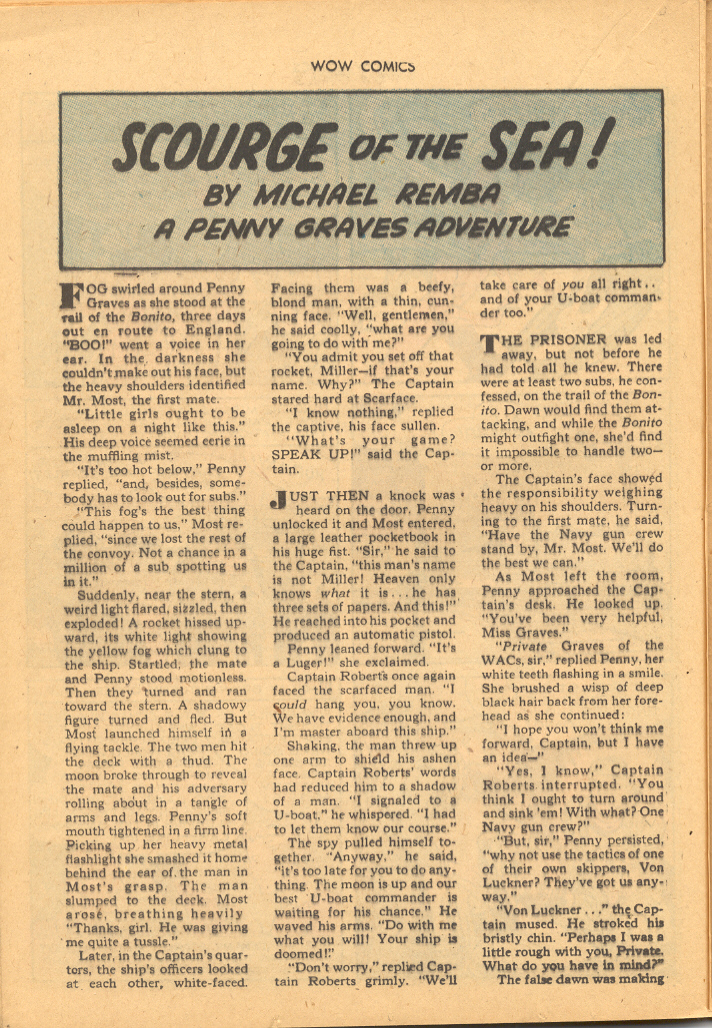 WOW COMICS
SCOURGE OF THE SEA!
BY MICHAEL REMBA
A PENNY GRAVES ADVENTURE
FOG swirled around Penny
Graves as she stood at the
rail of the Bonito, three days
out en route to England.
"BOO!" went a voice in her
ear. In the darkness she
couldn't make out his face, but
the heavy shoulders identified
Mr. Most, the first mate.
"Little girls ought to be
asleep on a night like this."
His deep voice seemed eerie in
the muffling mist.
"It's too hot below," Penny
replied, "and, besides, some-
body has to look out for subs."
"This fog's the best thing
could happen to us," Most re-
plied, "since we lost the rest of
the convoy. Not a chance in a
million of a sub spotting us
in it."
Suddenly, near the stern, a
weird light flared, sizzled, then
exploded! A rocket hissed up-
ward, its white light showing
the yellow fog which clung to
the ship. Startled, the mate
and Penny stood motionless.
Then they turned and ran
toward the stern. A shadowy
figure turned and fled. But
Most launched himself in a
flying tackle. The two men hit
the deck with a thud. The
moon broke through to reveal
the mate and his adversary
rolling about in a tangle of
arms and legs. Penny's soft
mouth tightened in a firm line.
Picking up her heavy metal
flashlight she smashed it home
behind the ear of the man in
Most's grasp. The man
slumped to the deck. Most
arose, breathing heavily
"Thanks, girl. He was giving
me quite a tussle."
Later, in the Captain's quar-
ters, the ship's officers looked
at each other, white-faced.
Facing them was a beefy,
blond man, with a thin, cun-
ning face. "Well, gentlemen,"
he said coolly, "what are you
going to do with me?"
"You admit you set off that
rocket, Miller—if that's your
name. Why?" The Captain
stared hard at Scarface.
"I know nothing," replied
the captive, his face sullen.
"What's your game?
SPEAK UP!" said the Cap-
tain.
JUST THEN a knock was
heard on the door. Penny
unlocked it and Most entered,
a large leather pocketbook in
his huge fist. "Sir," he said to
the Captain, "this man's name
is not Miller! Heaven only
knows what it is . . . he has
three sets of papers. And this!"
He reached into his pocket and
produced an automatic pistol.
Penny leaned forward. "It's
a Luger!" she exclaimed.
Captain Roberts once again
faced the scarfaced man. "I
could hang you, you know.
We have evidence enough, and
I'm master aboard this ship."
Shaking, the man threw up
one arm to shield his ashen
face. Captain Roberts' words
had reduced him to a shadow
of a man. "I signaled to a
U-boat," he whispered. "I had
to let them know our course."
The spy pulled himself to-
gether. "Anyway," he said,
"it's too late for you to do any-
thing. The moon is up and our
best U-boat commander is
waiting for his chance." He
waved his arms. "Do with me
what you will! Your ship is
doomed!"
"Don't worry," replied Cap-
tain Roberts grimly. "We'll
take care of you all right . .
and of your U-boat comman-
der too."
THE PRISONER was led
away, but not before he
had told all he knew. There
were at least two subs, he con-
fessed, on the trail of the Bon-
ito. Dawn would find them at-
tacking, and while the Bonito
might outfight one, she'd find
it impossible to handle two—
or more.
The Captain's face showed
the responsibility weighing
heavy on his shoulders. Turn-
ing to the first mate, he said,
"Have the Navy gun crew
stand by, Mr. Most. We'll do
the best we can."
As Most left the room,
Penny approached the Cap-
tain's desk. He looked up.
"You've been very helpful,
Miss Graves."
"Private Graves of the
WACs, sir," replied Penny, her
white teeth flashing in a smile.
She brushed a wisp of deep
black hair back from her fore-
head as she continued:
"I hope you won't think me
forward, Captain, but I have
an idea—"
"Yes, I know," Captain
Roberts interrupted. "You
think I ought to turn around
and sink 'em! With what? One
Navy gun crew?"
"But, sir," Penny persisted,
"why not use the tactics of one
of their own skippers, Von
Luckner? They've got us any-
way."
"Von Luckner . . ." the Cap-
tain mused. He stroked his
bristly chin. "Perhaps I was a
little rough with you, Private.
What do you have in mind?"
The false dawn was making